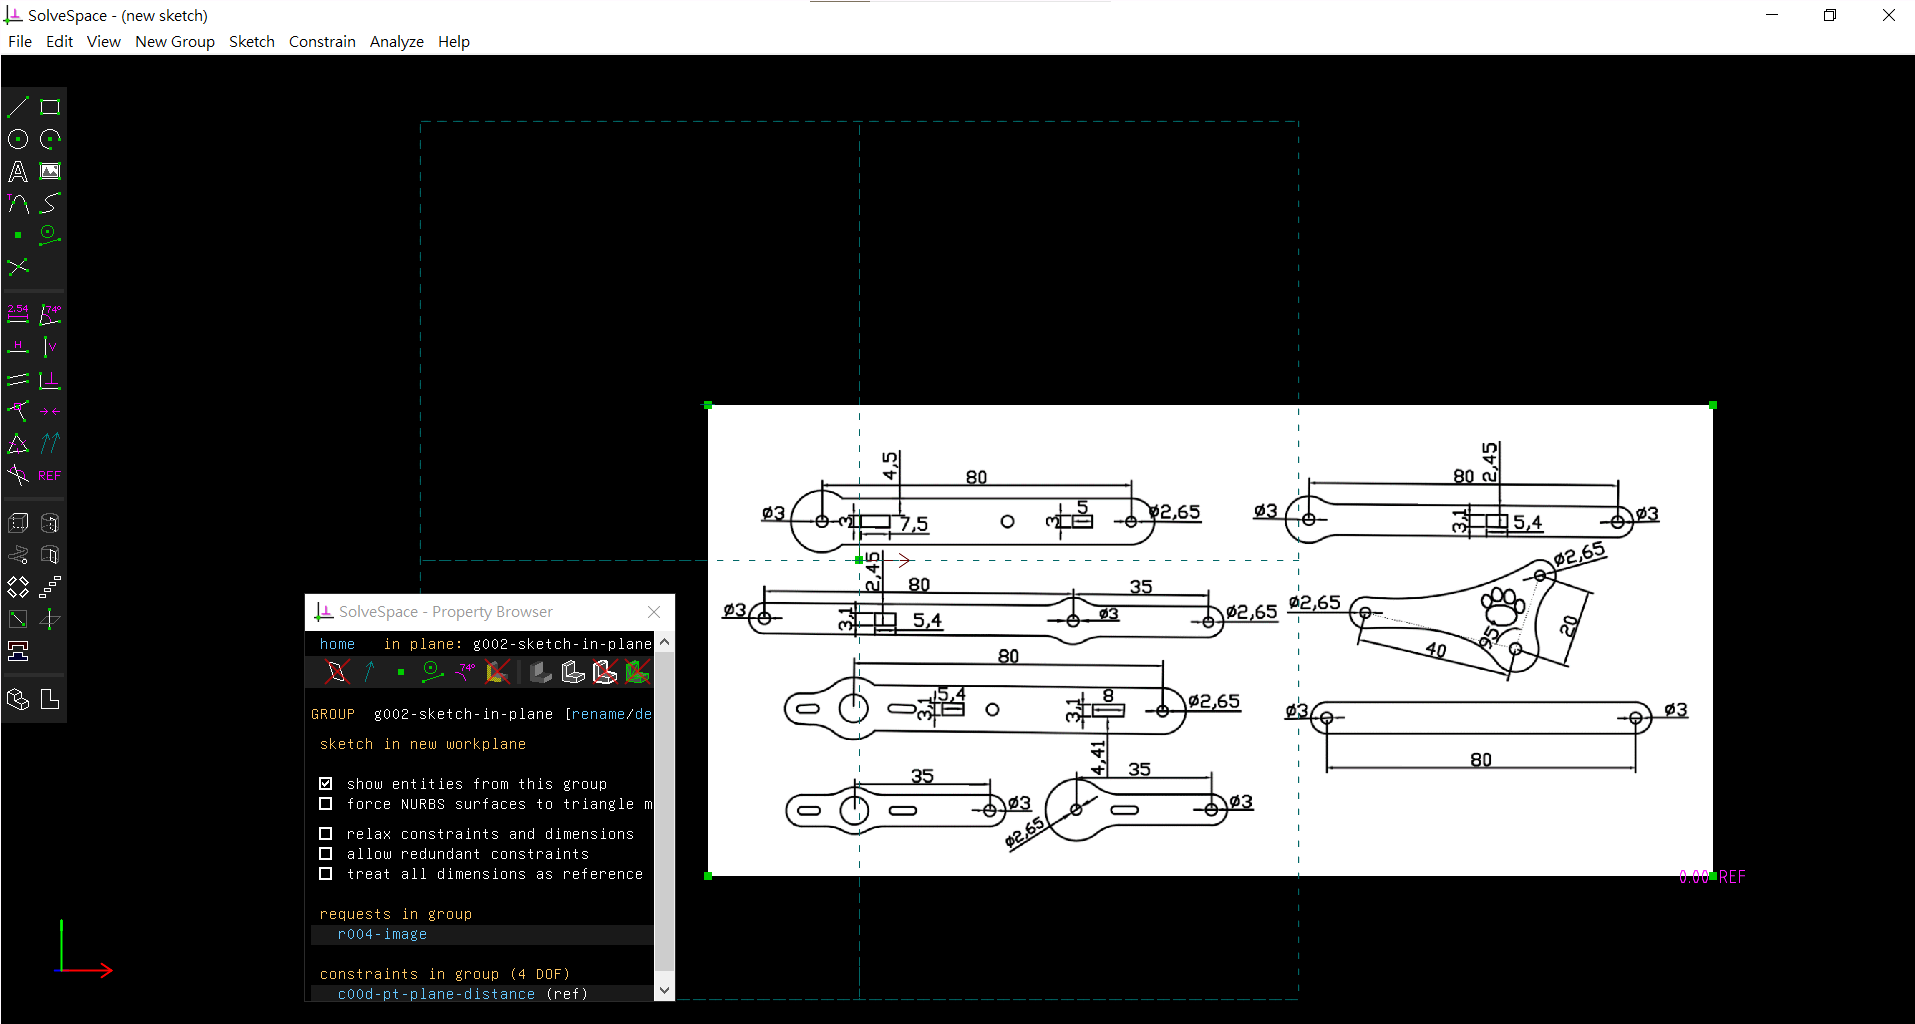 SolveSpace - (new sketch)
File Edit View New Group Sketch Constrain Analyze Help
2.54 74°
H V
REF
4,5
80
Ø3 3 7,5 3 5 Ø2,65
2,45
80
Ø3 3,1 5,4 Ø3
2,45
80 35
Ø3 3,1 5,4 Ø3 Ø2,65
Ø2,65
Ø2,65 95° 20
40
80
5,4 3,1 3,1 8 Ø2,65
4,41
Ø3 Ø3
80
35 Ø3
35 Ø3
Ø2,65
0.00 REF
SolveSpace - Property Browser
home in plane: g002-sketch-in-plane
74°
GROUP g002-sketch-in-plane [rename/de
sketch in new workplane
show entities from this group
force NURBS surfaces to triangle m
relax constraints and dimensions
allow redundant constraints
treat all dimensions as reference
requests in group
r004-image
constraints in group (4 DOF)
c00d-pt-plane-distance (ref)